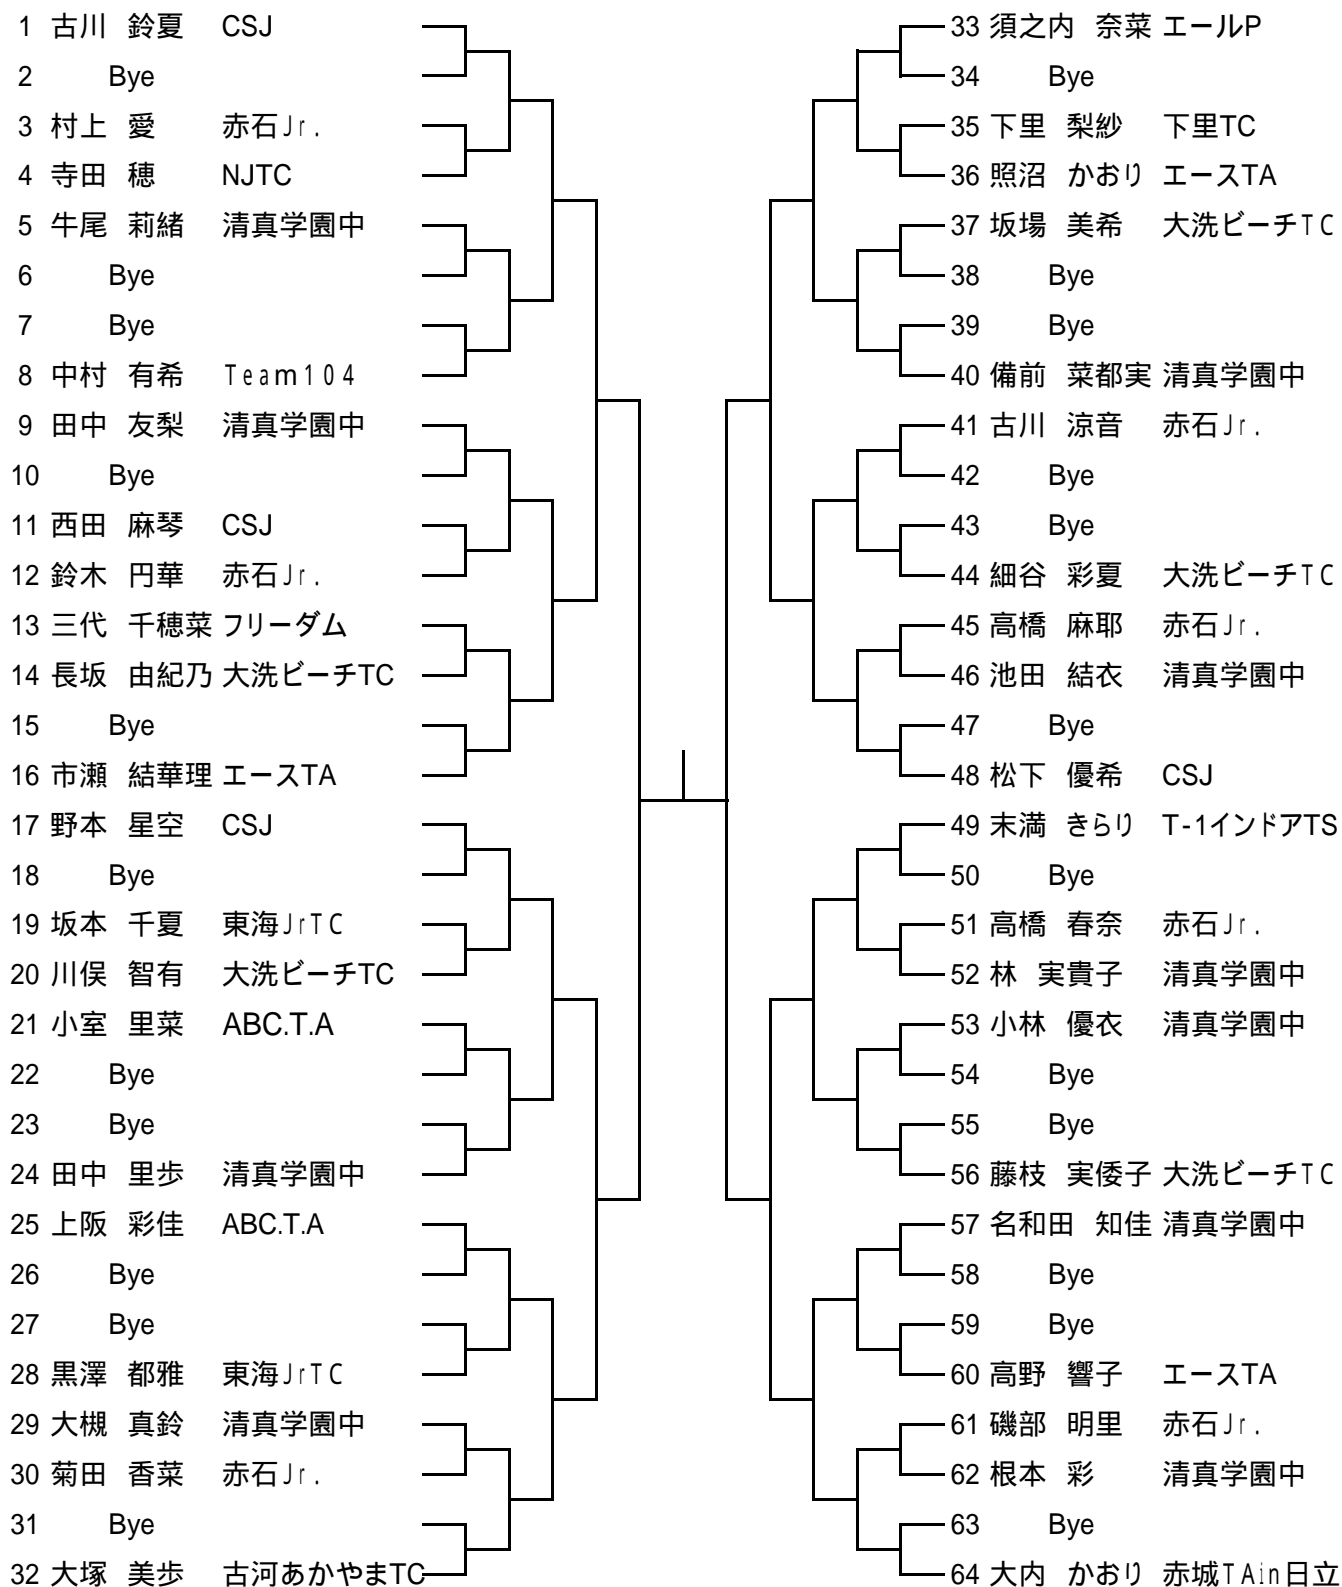 1 古川 鈴夏 CSJ
2 Bye
3 村上 愛 赤石Jr.
4 寺田 穂 NJTC
5 牛尾 莉緒 清真学園中
6 Bye
7 Bye
8 中村 有希 Team104
9 田中 友梨 清真学園中
10 Bye
11 西田 麻琴 CSJ
12 鈴木 円華 赤石Jr.
13 三代 千穂菜 フリーダム
14 長坂 由紀乃 大洗ビーチTC
15 Bye
16 市瀬 結華理 エースTA
17 野本 星空 CSJ
18 Bye
19 坂本 千夏 東海JrTC
20 川俣 智有 大洗ビーチTC
21 小室 里菜 ABC.T.A
22 Bye
23 Bye
24 田中 里歩 清真学園中
25 上阪 彩佳 ABC.T.A
26 Bye
27 Bye
28 黒澤 都雅 東海JrTC
29 大槻 真鈴 清真学園中
30 菊田 香菜 赤石Jr.
31 Bye
32 大塚 美歩 古河あかやまTC
33 須之内 奈菜 エールP
34 Bye
35 下里 梨紗 下里TC
36 照沼 かおり エースTA
37 坂場 美希 大洗ビーチTC
38 Bye
39 Bye
40 備前 菜都実 清真学園中
41 古川 涼音 赤石Jr.
42 Bye
43 Bye
44 細谷 彩夏 大洗ビーチTC
45 高橋 麻耶 赤石Jr.
46 池田 結衣 清真学園中
47 Bye
48 松下 優希 CSJ
49 末満 きらり T-1インドアTS
50 Bye
51 高橋 春奈 赤石Jr.
52 林 実貴子 清真学園中
53 小林 優衣 清真学園中
54 Bye
55 Bye
56 藤枝 実倭子 大洗ビーチTC
57 名和田 知佳 清真学園中
58 Bye
59 Bye
60 高野 響子 エースTA
61 磯部 明里 赤石Jr.
62 根本 彩 清真学園中
63 Bye
64 大内 かおり 赤城TAin日立